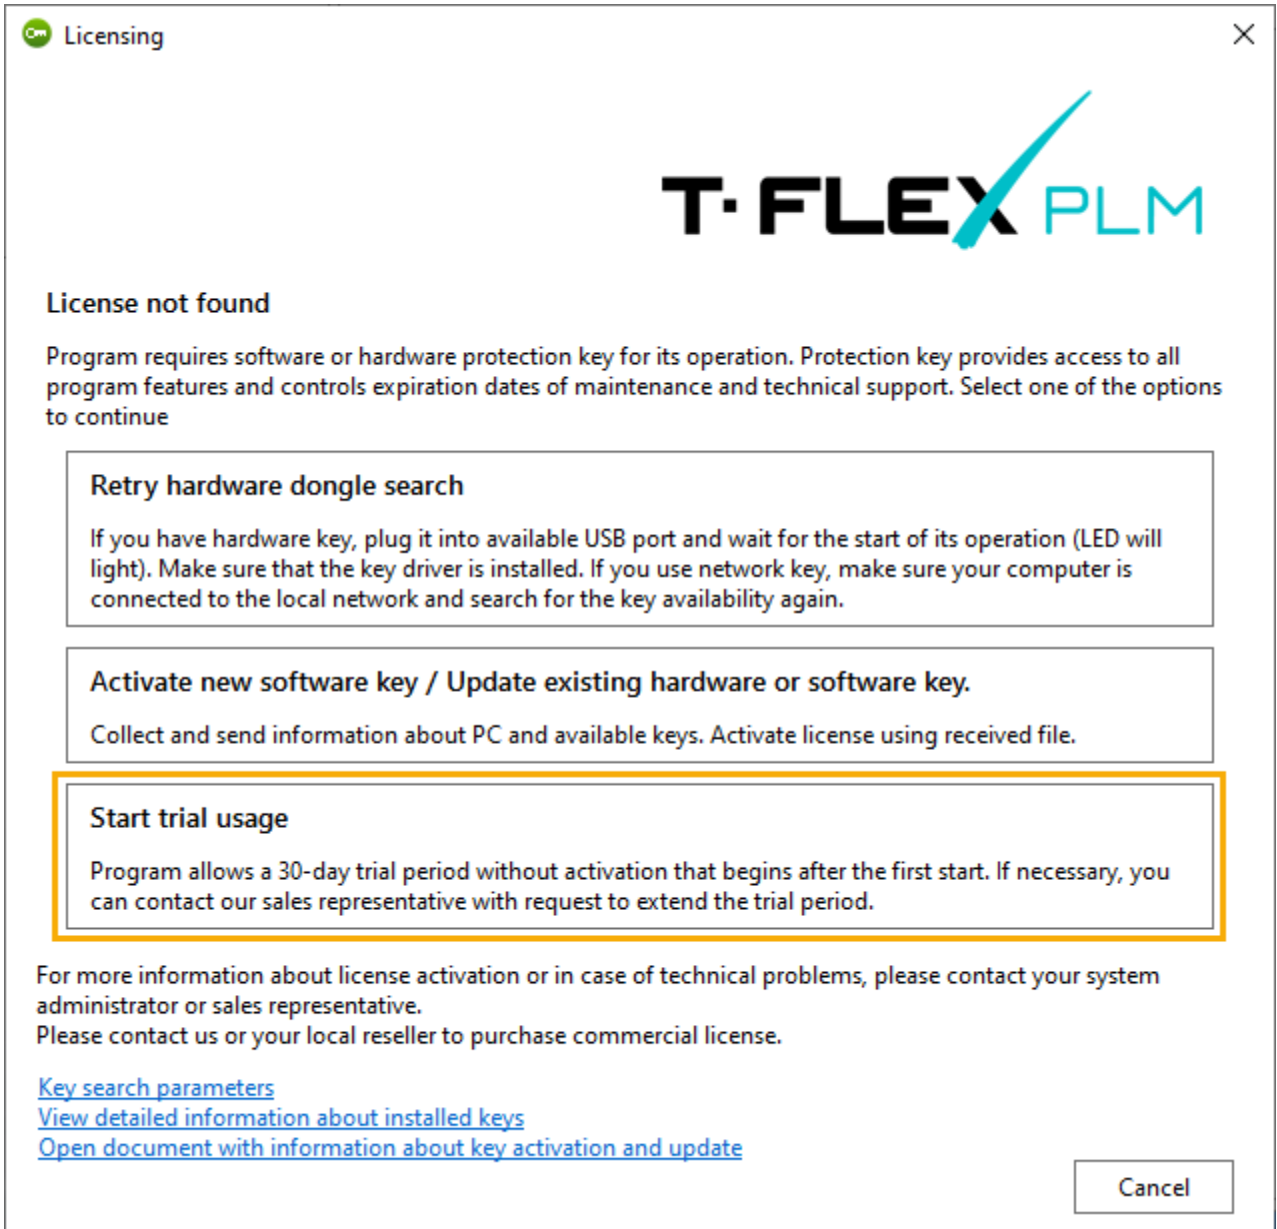 Licensing
T-FLEX PLM
License not found
Program requires software or hardware protection key for its operation. Protection key provides access to all
program features and controls expiration dates of maintenance and technical support. Select one of the options
to continue
Retry hardware dongle search
If you have hardware key, plug it into available USB port and wait for the start of its operation (LED will
light). Make sure that the key driver is installed. If you use network key, make sure your computer is
connected to the local network and search for the key availability again.
Activate new software key / Update existing hardware or software key.
Collect and send information about PC and available keys. Activate license using received file.
Start trial usage
Program allows a 30-day trial period without activation that begins after the first start. If necessary, you
can contact our sales representative with request to extend the trial period.
For more information about license activation or in case of technical problems, please contact your system
administrator or sales representative.
Please contact us or your local reseller to purchase commercial license.
Key search parameters
View detailed information about installed keys
Open document with information about key activation and update
Cancel